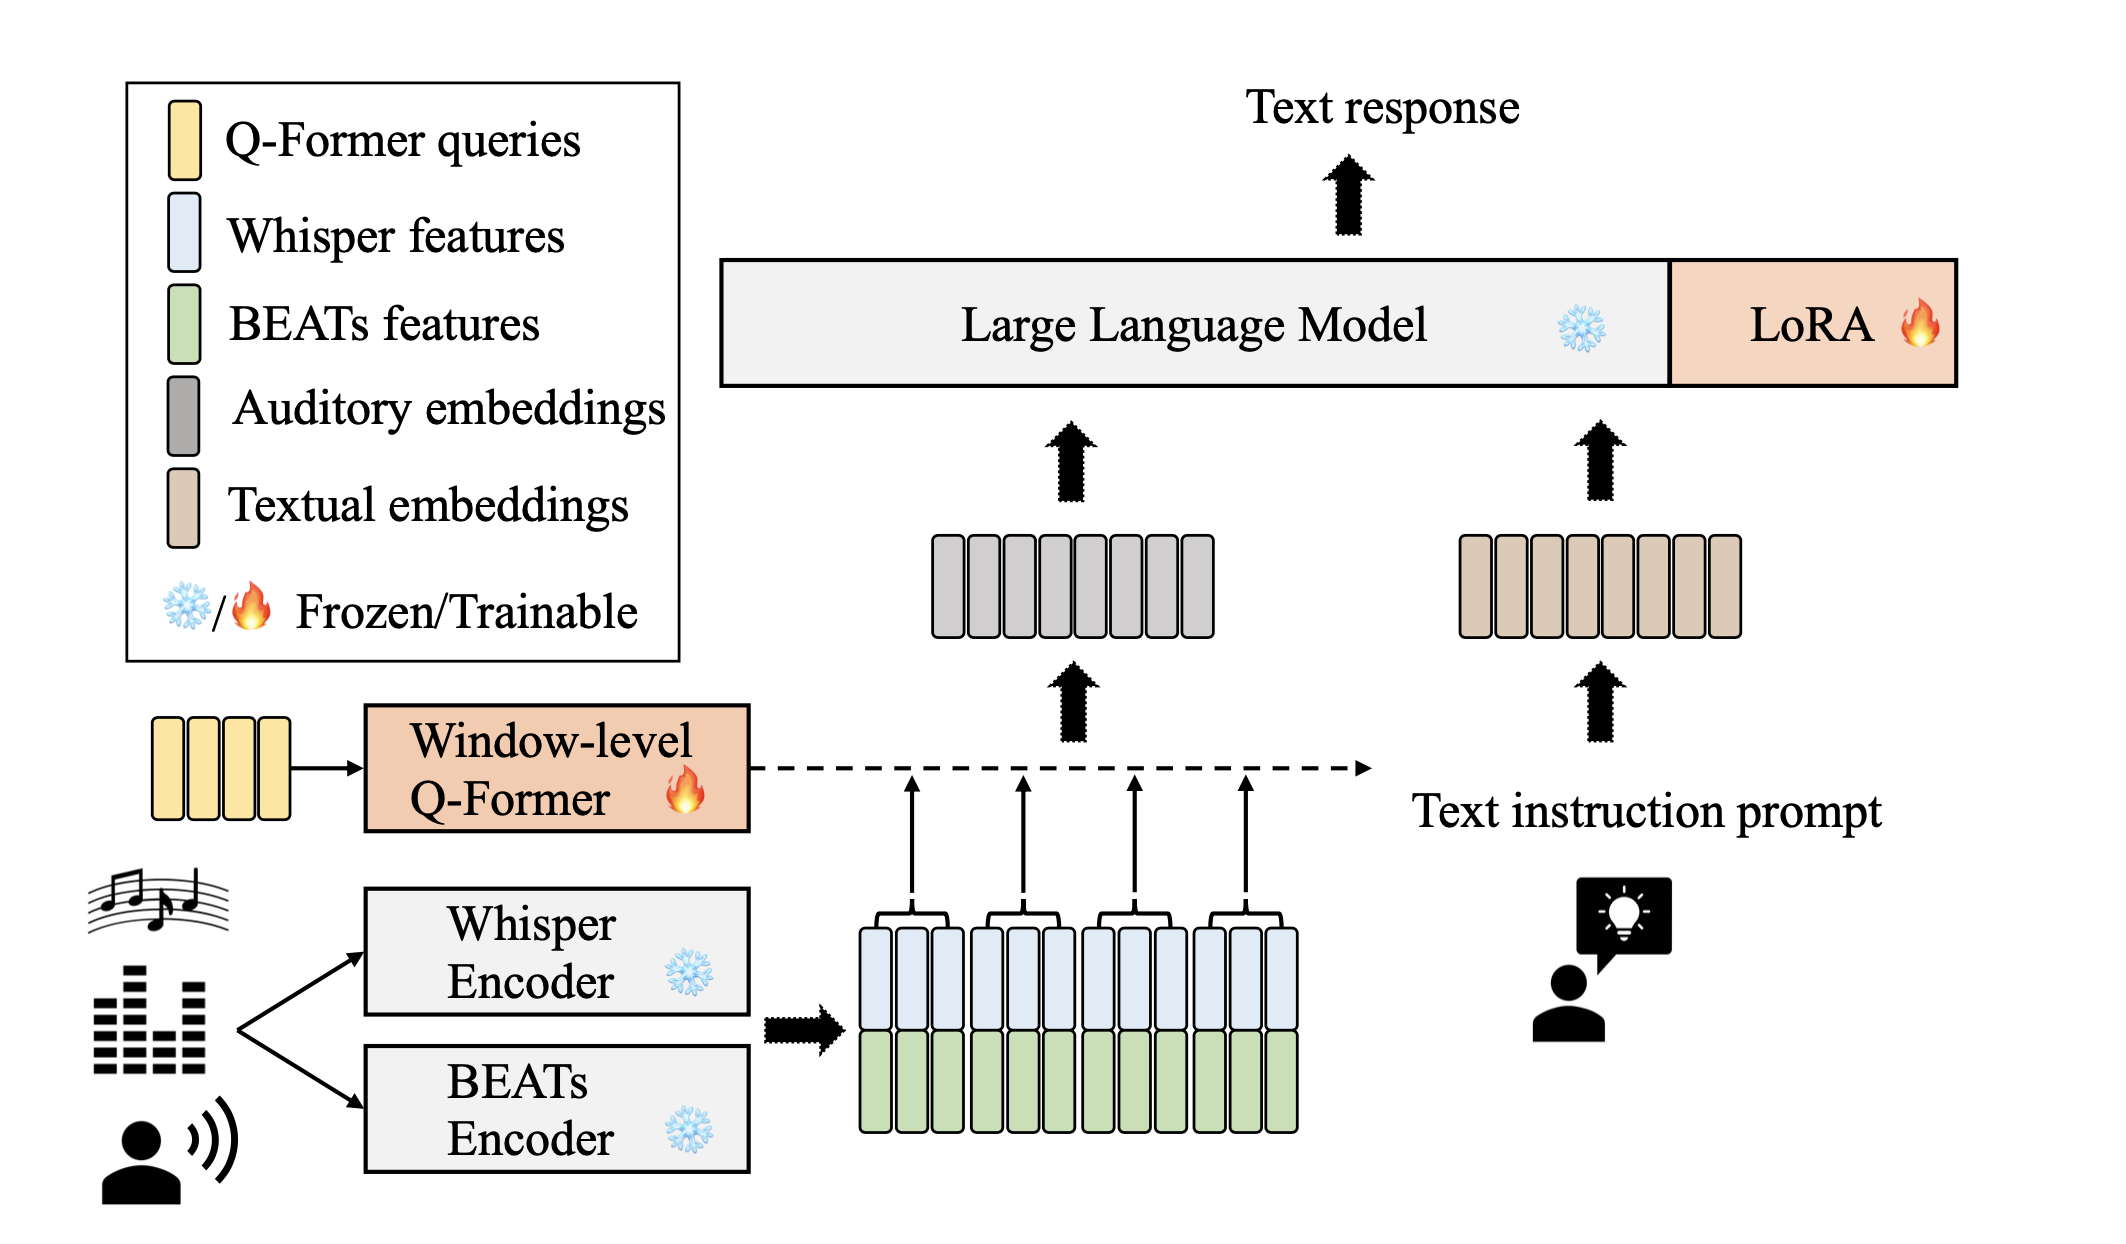 Q-Former queries
Whisper features
BEATs features
Auditory embeddings
Textual embeddings
/ Frozen/Trainable
Text response
Large Language Model
LoRA
Window-level
Q-Former
Text instruction prompt
Whisper
Encoder
BEATs
Encoder